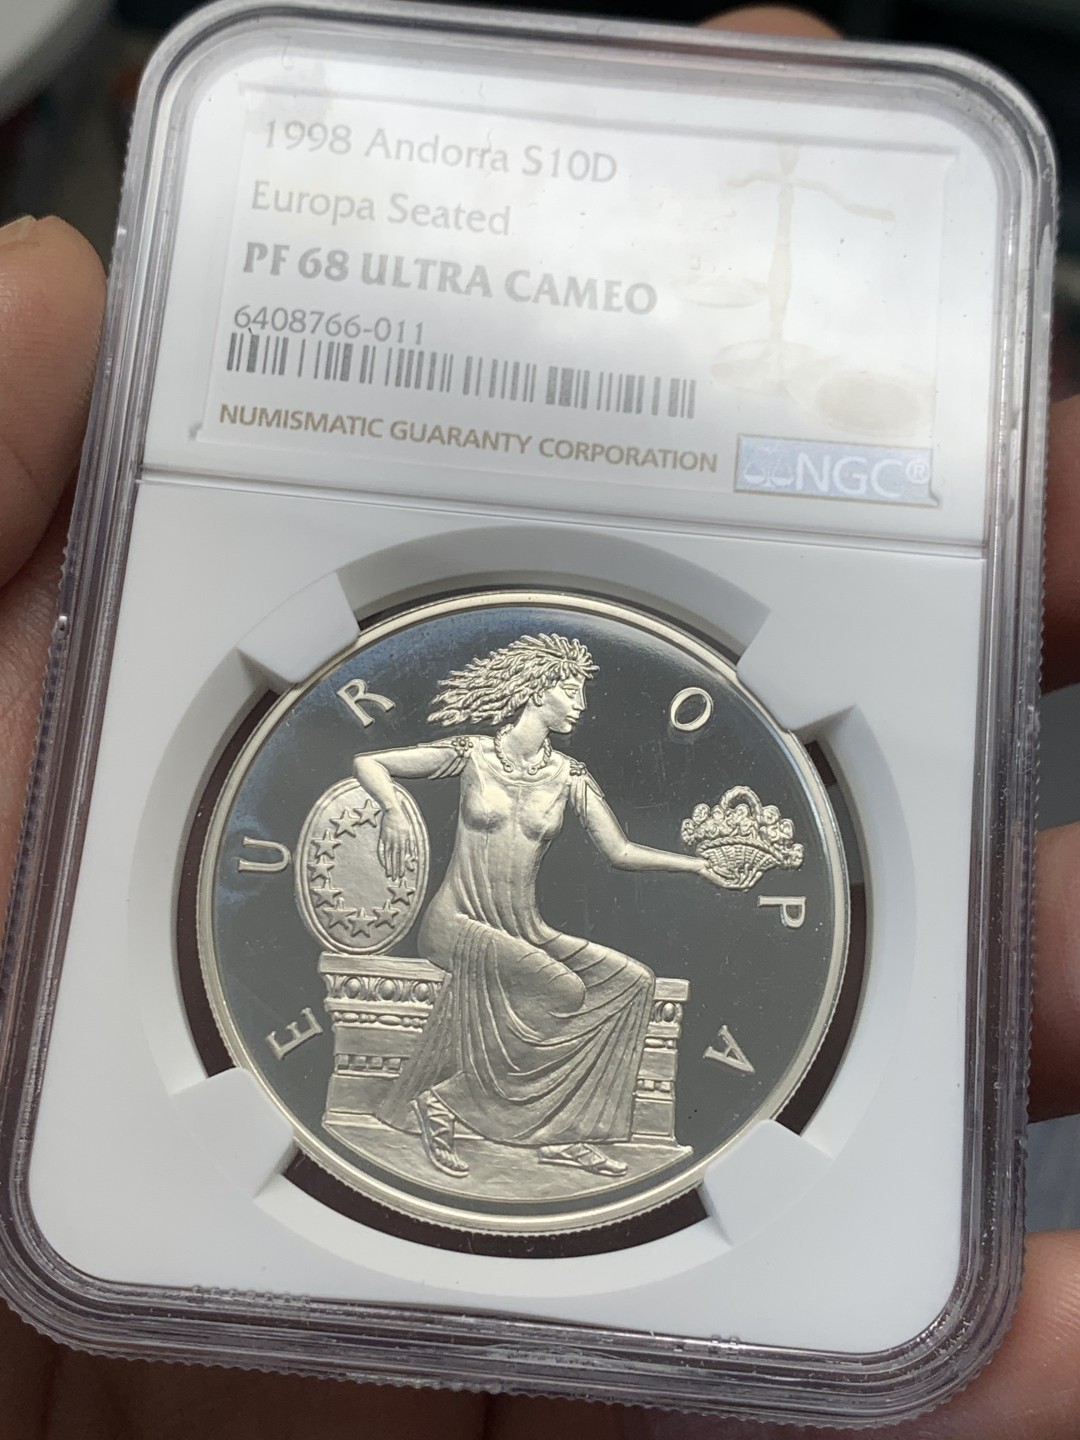 1998 Andorra S10D
Europa Seated
PF 68 ULTRA CAMEO
6408766-011
NUMISMATIC GUARANTY CORPORATION
NGC®
EUROPA